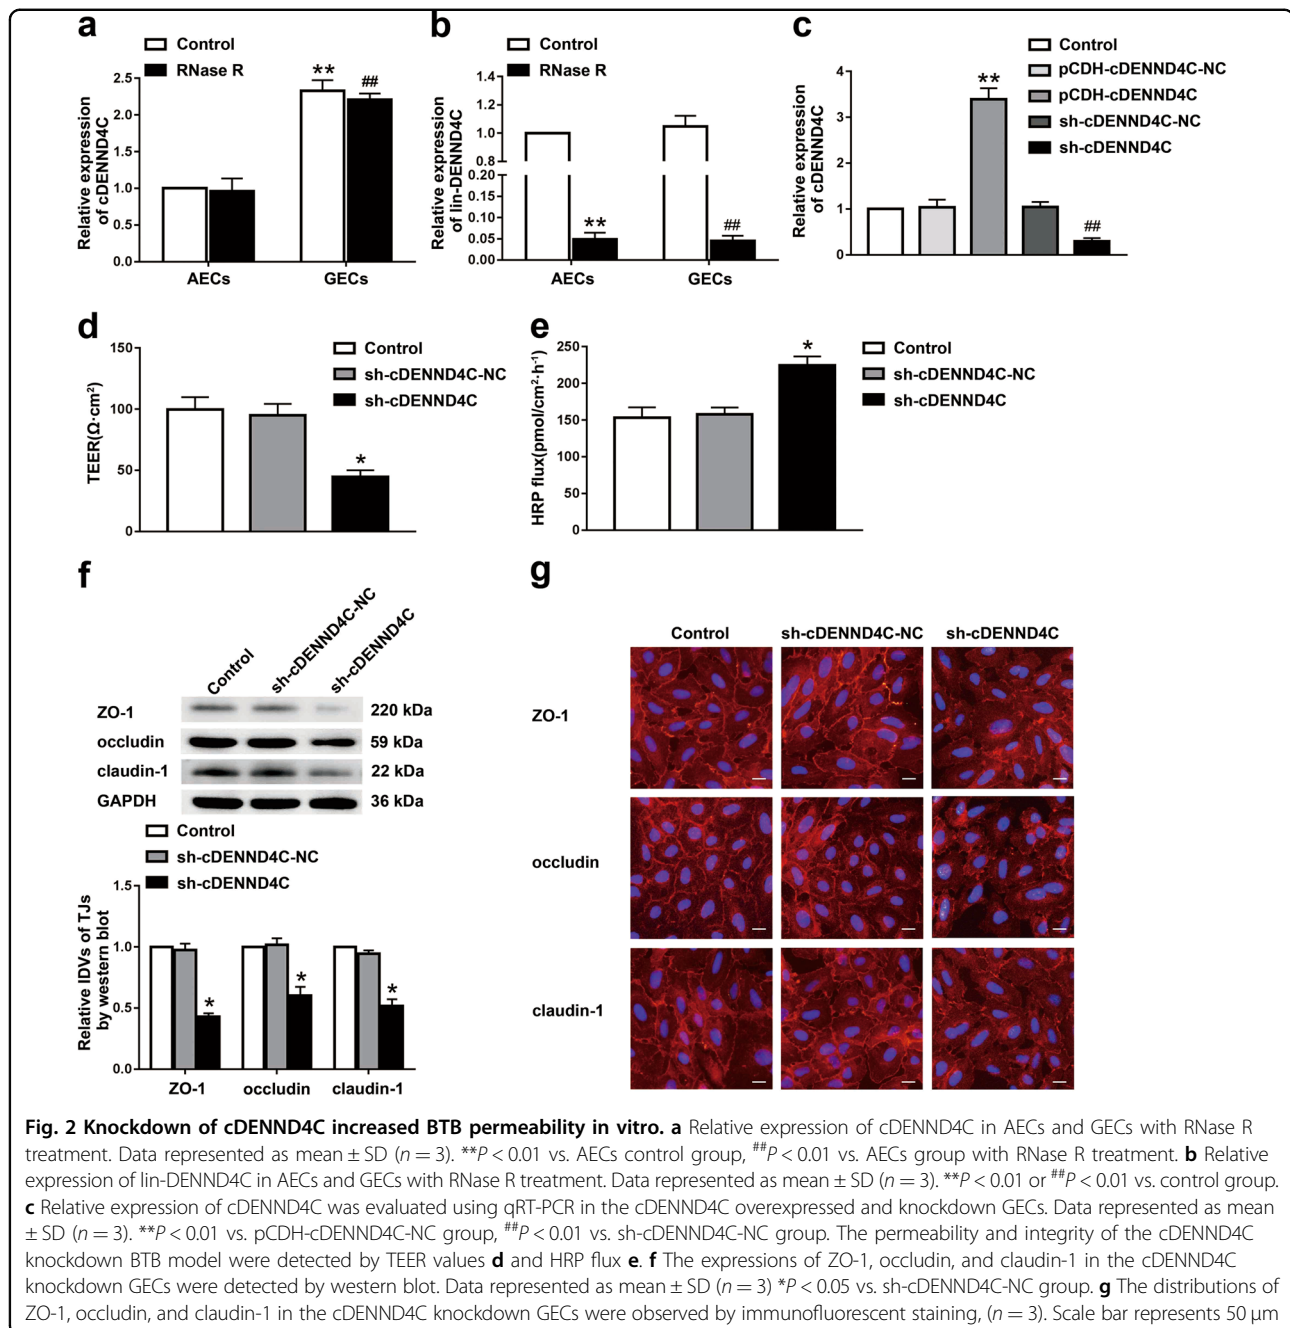 a
Control
RNase R
Relative expression
of cDENND4C
2.5
2.0
1.5
1.0
0.5
0.0
**
##
AECs
GECs
b
Control
RNase R
Relative expression
of lin-DENND4C
1.4
1.2
1.0
0.8
0.20
0.15
0.10
0.05
0.00
**
##
AECs
GECs
c
Control
pCDH-cDENND4C-NC
pCDH-cDENND4C
sh-cDENND4C-NC
sh-cDENND4C
Relative expression
of cDENND4C
4
3
2
1
0
**
##
d
Control
sh-cDENND4C-NC
sh-cDENND4C
TEER(Ω·cm²)
150
100
50
0
*
e
Control
sh-cDENND4C-NC
sh-cDENND4C
HRP flux(pmol/cm²·h⁻¹)
250
200
150
100
50
0
*
f
Control
sh-cDENND4C-NC
sh-cDENND4C
ZO-1 220 kDa
occludin 59 kDa
claudin-1 22 kDa
GAPDH 36 kDa
Control
sh-cDENND4C-NC
sh-cDENND4C
Relative IDVs of TJs
by western blot
1.5
1.0
0.5
0.0
*
*
*
ZO-1 occludin claudin-1
g
Control sh-cDENND4C-NC sh-cDENND4C
ZO-1
occludin
claudin-1
Fig. 2 Knockdown of cDENND4C increased BTB permeability in vitro. a Relative expression of cDENND4C in AECs and GECs with RNase R
treatment. Data represented as mean ± SD (n = 3). **P < 0.01 vs. AECs control group, ##P < 0.01 vs. AECs group with RNase R treatment. b Relative
expression of lin-DENND4C in AECs and GECs with RNase R treatment. Data represented as mean ± SD (n = 3). **P < 0.01 or ##P < 0.01 vs. control group.
c Relative expression of cDENND4C was evaluated using qRT-PCR in the cDENND4C overexpressed and knockdown GECs. Data represented as mean
± SD (n = 3). **P < 0.01 vs. pCDH-cDENND4C-NC group, ##P < 0.01 vs. sh-cDENND4C-NC group. The permeability and integrity of the cDENND4C
knockdown BTB model were detected by TEER values d and HRP flux e. f The expressions of ZO-1, occludin, and claudin-1 in the cDENND4C
knockdown GECs were detected by western blot. Data represented as mean ± SD (n = 3) *P < 0.05 vs. sh-cDENND4C-NC group. g The distributions of
ZO-1, occludin, and claudin-1 in the cDENND4C knockdown GECs were observed by immunofluorescent staining, (n = 3). Scale bar represents 50 μm